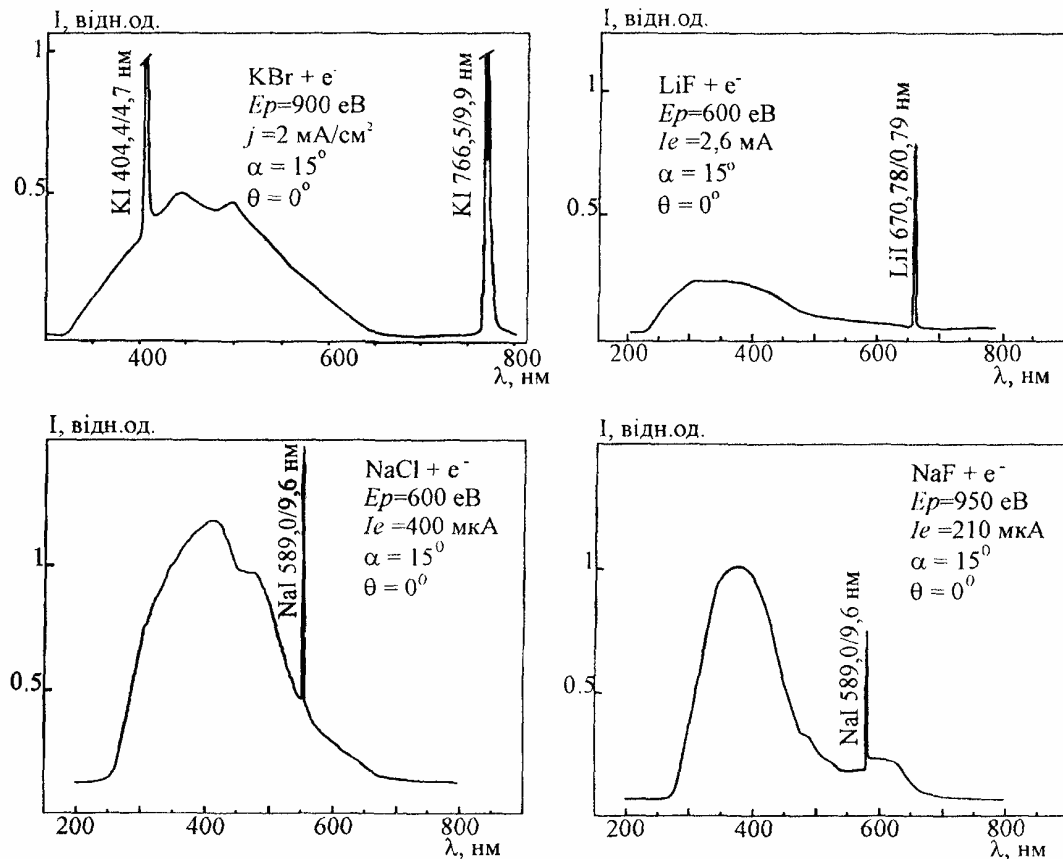 I, відн.од.
1
0.5
KI 404,4/4,7 нм
KBr + e⁻
Ep=900 еВ
j =2 мА/см²
α = 15°
θ = 0°
KI 766,5/9,9 нм
400
600
800
λ, нм
I, відн.од.
1
0.5
LiF + e⁻
Ep=600 еВ
Ie =2,6 мА
α = 15°
θ = 0°
LiI 670,78/0,79 нм
200
400
600
800
λ, нм
I, відн.од.
1
0.5
NaI 589,0/9,6 нм
NaCl + e⁻
Ep=600 еВ
Ie =400 мкА
α = 15°
θ = 0°
200
400
600
800
λ, нм
I, відн.од.
1
0.5
NaI 589,0/9,6 нм
NaF + e⁻
Ep=950 еВ
Ie =210 мкА
α = 15°
θ = 0°
200
400
600
800
λ, нм